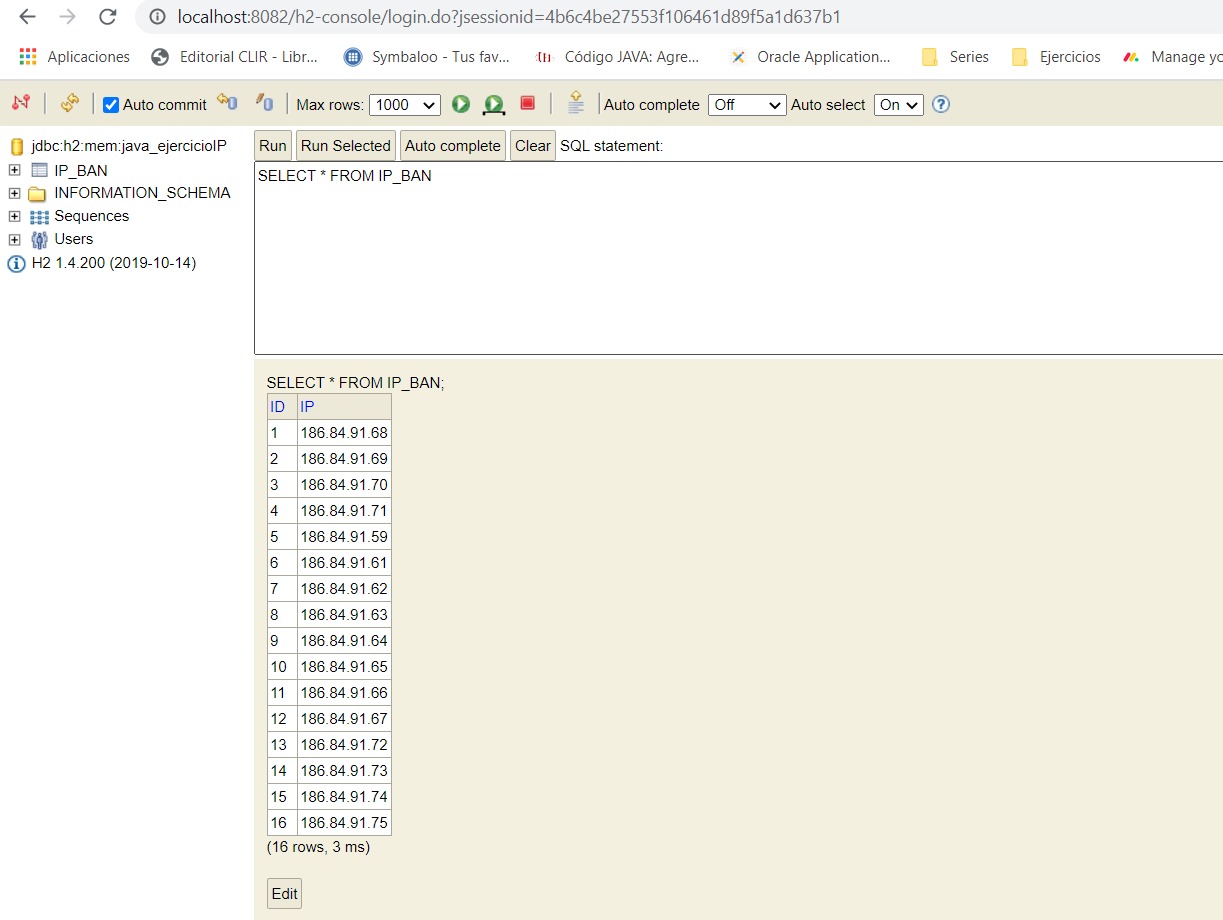 localhost:8082/h2-console/login.do?jsessionid=4b6c4be27553f106461d89f5a1d637b1
Aplicaciones Editorial CLIR - Libr... Symbaloo - Tus fav... Código JAVA: Agre... Oracle Application... Series Ejercicios Manage yo
Auto commit Max rows: 1000 Auto complete Off Auto select On ?
jdbc:h2:mem:java_ejercicioIP
IP_BAN
INFORMATION_SCHEMA
Sequences
Users
H2 1.4.200 (2019-10-14)
Run Run Selected Auto complete Clear SQL statement:
SELECT * FROM IP_BAN
SELECT * FROM IP_BAN;
ID IP
1 186.84.91.68
2 186.84.91.69
3 186.84.91.70
4 186.84.91.71
5 186.84.91.59
6 186.84.91.61
7 186.84.91.62
8 186.84.91.63
9 186.84.91.64
10 186.84.91.65
11 186.84.91.66
12 186.84.91.67
13 186.84.91.72
14 186.84.91.73
15 186.84.91.74
16 186.84.91.75
(16 rows, 3 ms)
Edit